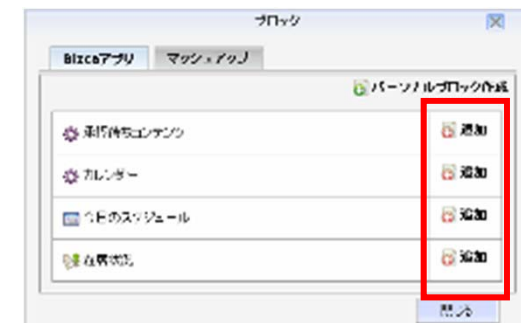 ブロック
Bizcaアプリ マッシュアップ
パーソナルブロック作成
承認待ちコンテンツ 追加
カレンダー 追加
今日のスケジュール 追加
在席状況 追加
閉じる